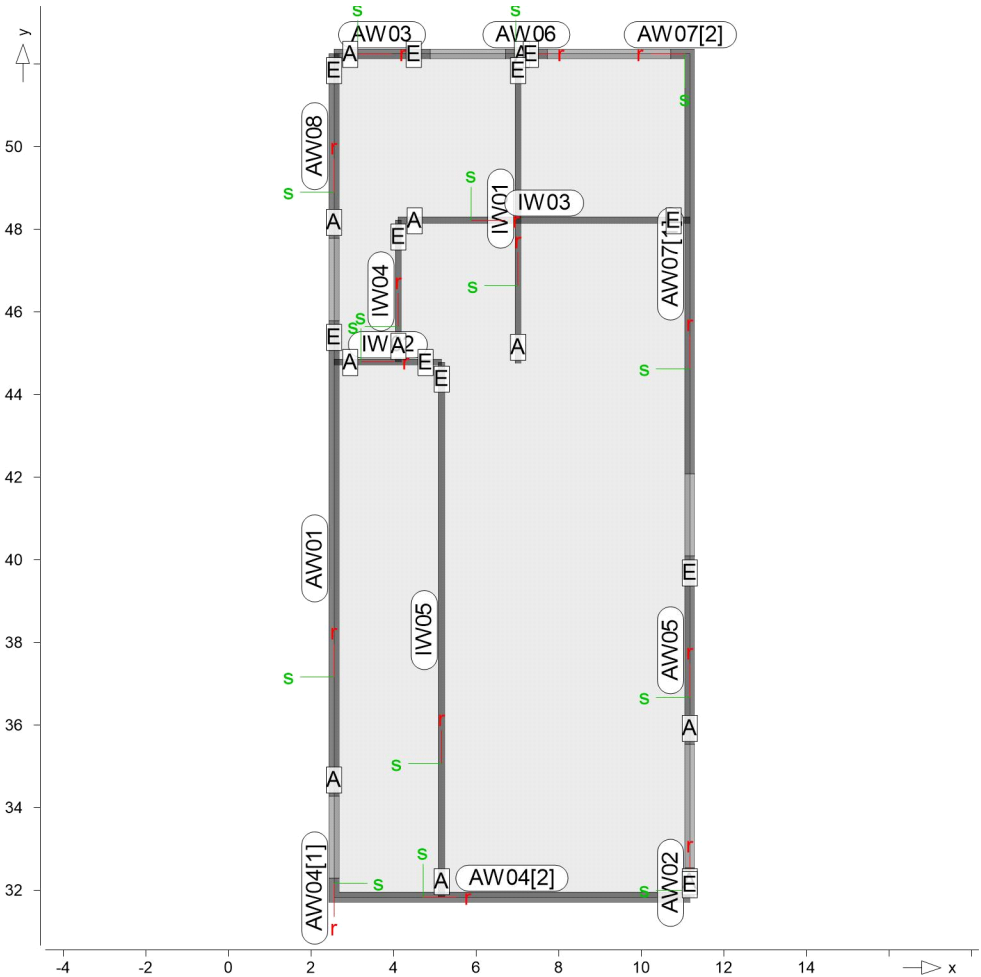 S S
y
AW03 AW06 AW07[2]
A r E A E r r
E E
S
50 AW08 r
S S
IW01 IW03
48 A A r E
E r AW07[1]
IW04 r S
46 S r
S E
A A
IW 2
A r E S
44 E
42
40 AW01 E
IW05 AW05
38 r r
S S
36 r A
S
34 A
AW04[1] r
S AW02
32 S A AW04[2] S E
r r
-4 -2 0 2 4 6 8 10 12 14 x